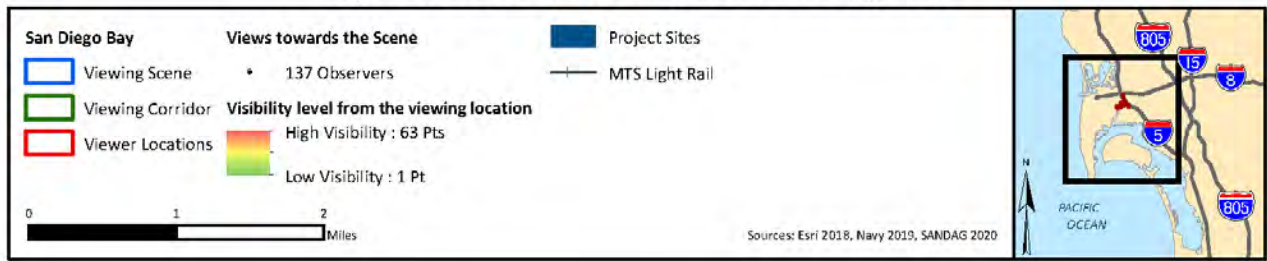 San Diego Bay
Viewing Scene
Viewing Corridor
Viewer Locations
Views towards the Scene
137 Observers
Visibility level from the viewing location
High Visibility : 63 Pts
Low Visibility : 1 Pt
Project Sites
MTS Light Rail
0 1 2
Miles
Sources: Esri 2018, Navy 2019, SANDAG 2020
805
15
8
5
805
N
PACIFIC
OCEAN